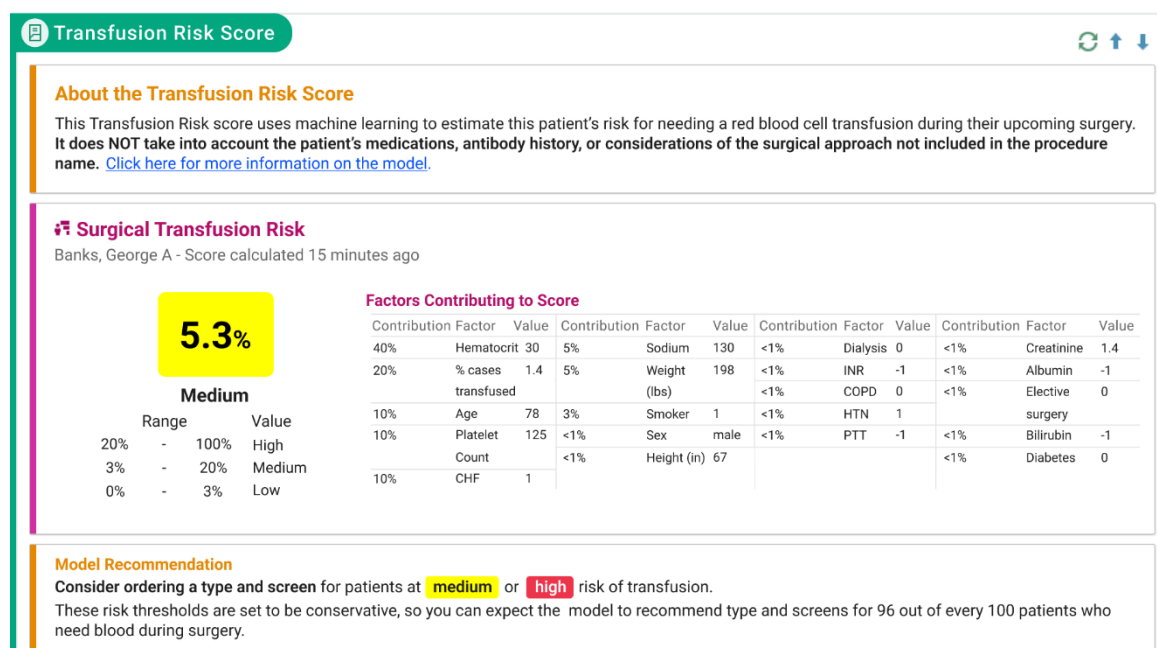 Transfusion Risk Score
About the Transfusion Risk Score
This Transfusion Risk score uses machine learning to estimate this patient's risk for needing a red blood cell transfusion during their upcoming surgery.
It does NOT take into account the patient's medications, antibody history, or considerations of the surgical approach not included in the procedure
name. Click here for more information on the model.
Surgical Transfusion Risk
Banks, George A - Score calculated 15 minutes ago
5.3%
Medium
Range Value
20% - 100% High
3% - 20% Medium
0% - 3% Low
Factors Contributing to Score
Contribution Factor Value Contribution Factor Value Contribution Factor Value Contribution Factor Value
40% Hematocrit 30 5% Sodium 130 <1% Dialysis 0 <1% Creatinine 1.4
20% % cases 1.4 5% Weight 198 <1% INR -1 <1% Albumin -1
transfused (lbs) <1% COPD 0 <1% Elective 0
10% Age 78 3% Smoker 1 <1% HTN 1 surgery
10% Platelet 125 <1% Sex male <1% PTT -1 <1% Bilirubin -1
Count <1% Height (in) 67 <1% Diabetes 0
10% CHF 1
Model Recommendation
Consider ordering a type and screen for patients at medium or high risk of transfusion.
These risk thresholds are set to be conservative, so you can expect the model to recommend type and screens for 96 out of every 100 patients who
need blood during surgery.